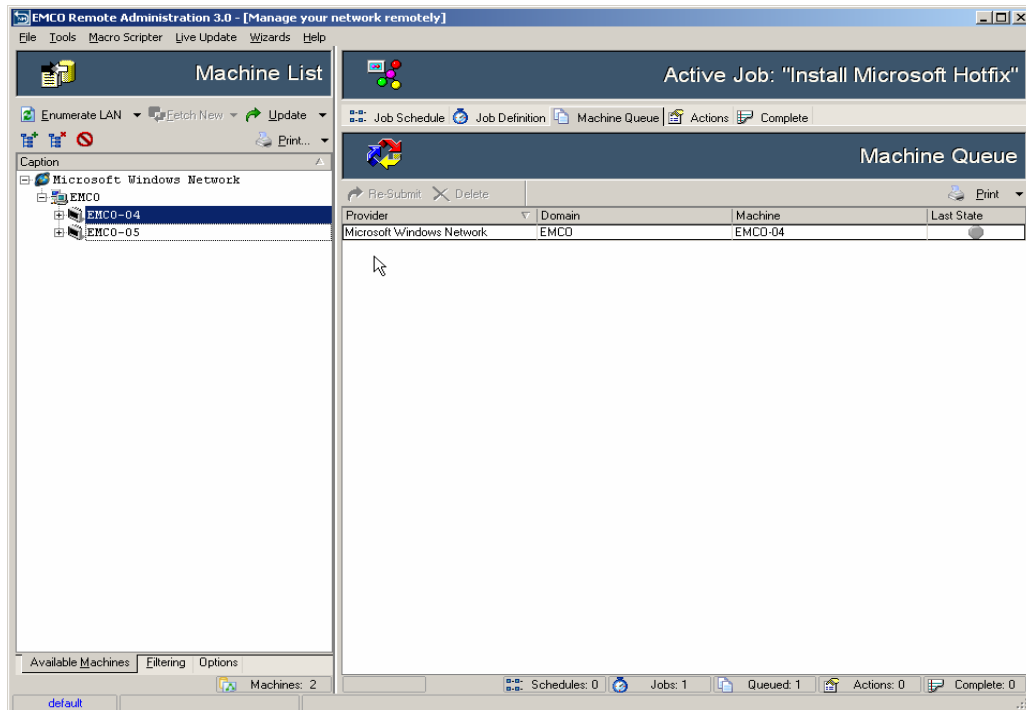 EMCO Remote Administration 3.0 - [Manage your network remotely]
File Tools Macro Scripter Live Update Wizards Help
Machine List
Enumerate LAN Fetch New Update
Print...
Caption
Microsoft Windows Network
EMCO
EMCO-04
EMCO-05
Available Machines Filtering Options
Machines: 2
default
Active Job: "Install Microsoft Hotfix"
Job Schedule Job Definition Machine Queue Actions Complete
Machine Queue
Re-Submit Delete Print
Provider Domain Machine Last State
Microsoft Windows Network EMCO EMCO-04
Schedules: 0 Jobs: 1 Queued: 1 Actions: 0 Complete: 0